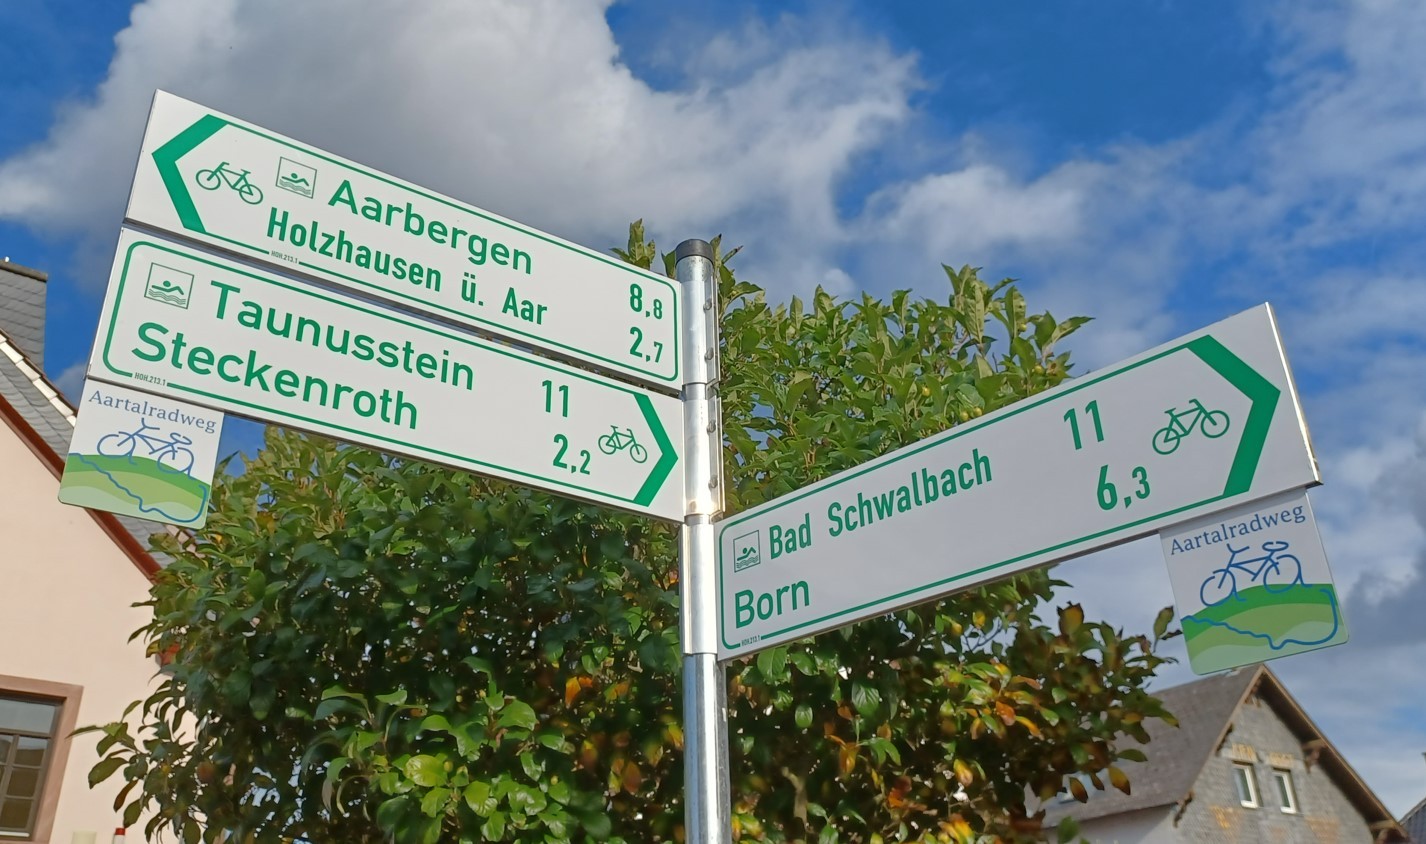 Aarbergen 8,8
Holzhausen ü. Aar 2,7
HOH.213.1
Taunusstein 11
Steckenroth 2,2
HOH.213.1
Aartalradweg
Bad Schwalbach 11
Born 6,3
HOH.213.1
Aartalradweg